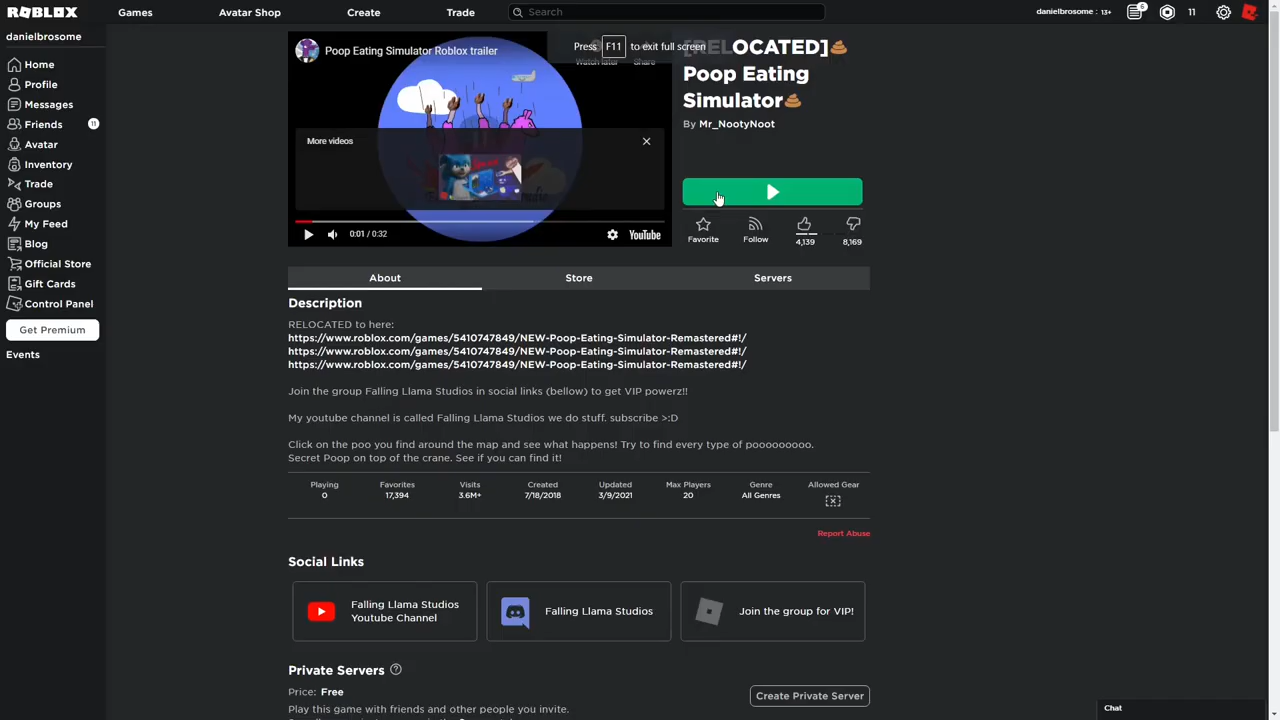 ROBLOX
Games
Avatar Shop
Create
Trade
Search
danielbrosome : 13+
6
11
danielbrosome
Home
Profile
Messages
Friends
11
Avatar
Inventory
Trade
Groups
My Feed
Blog
Official Store
Gift Cards
Control Panel
Get Premium
Events
Poop Eating Simulator Roblox trailer
Press F11 to exit full screen
Watch later
Share
More videos
0:01 / 0:32
YouTube
[RELOCATED]💩
Poop Eating
Simulator💩
By Mr_NootyNoot
Favorite
Follow
4,139
8,169
About
Store
Servers
Description
RELOCATED to here:
https://www.roblox.com/games/5410747849/NEW-Poop-Eating-Simulator-Remastered#!/
https://www.roblox.com/games/5410747849/NEW-Poop-Eating-Simulator-Remastered#!/
https://www.roblox.com/games/5410747849/NEW-Poop-Eating-Simulator-Remastered#!/
Join the group Falling Llama Studios in social links (bellow) to get VIP powerz!!
My youtube channel is called Falling Llama Studios we do stuff. subscribe >:D
Click on the poo you find around the map and see what happens! Try to find every type of pooooooooo.
Secret Poop on top of the crane. See if you can find it!
Playing
Favorites
Visits
Created
Updated
Max Players
Genre
Allowed Gear
0
17,394
3.6M+
7/18/2018
3/9/2021
20
All Genres
Report Abuse
Social Links
Falling Llama Studios
Youtube Channel
Falling Llama Studios
Join the group for VIP!
Private Servers
Price: Free
Create Private Server
Play this game with friends and other people you invite.
Chat